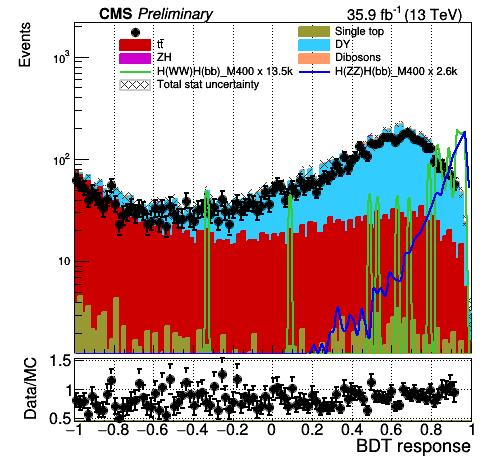 CMS Preliminary 35.9 fb⁻¹ (13 TeV)
Events
Single top
tt̄ DY
ZH Dibosons
H(WW)H(bb)_M400 x 13.5k H(ZZ)H(bb)_M400 x 2.6k
Total stat uncertainty
10³
10²
10
Data/MC
1.5
1
0.5
−1 −0.8 −0.6 −0.4 −0.2 0 0.2 0.4 0.6 0.8 1
BDT response